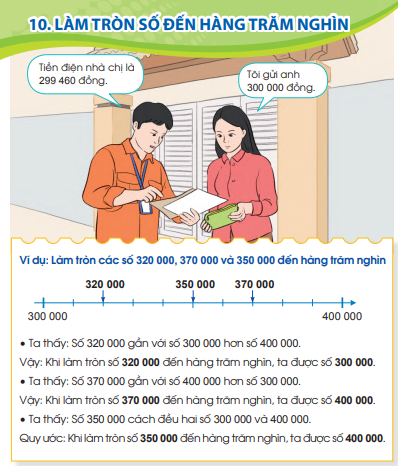 10. LÀM TRÒN SỐ ĐẾN HÀNG TRĂM NGHÌN
Tiền điện nhà chị là
299 460 đồng.
Tôi gửi anh
300 000 đồng.
Ví dụ: Làm tròn các số 320 000, 370 000 và 350 000 đến hàng trăm nghìn
320 000 350 000 370 000
300 000 400 000
• Ta thấy: Số 320 000 gần với số 300 000 hơn số 400 000.
Vậy: Khi làm tròn số 320 000 đến hàng trăm nghìn, ta được số 300 000.
• Ta thấy: Số 370 000 gần với số 400 000 hơn số 300 000.
Vậy: Khi làm tròn số 370 000 đến hàng trăm nghìn, ta được số 400 000.
• Ta thấy: Số 350 000 cách đều hai số 300 000 và 400 000.
Quy ước: Khi làm tròn số 350 000 đến hàng trăm nghìn, ta được số 400 000.